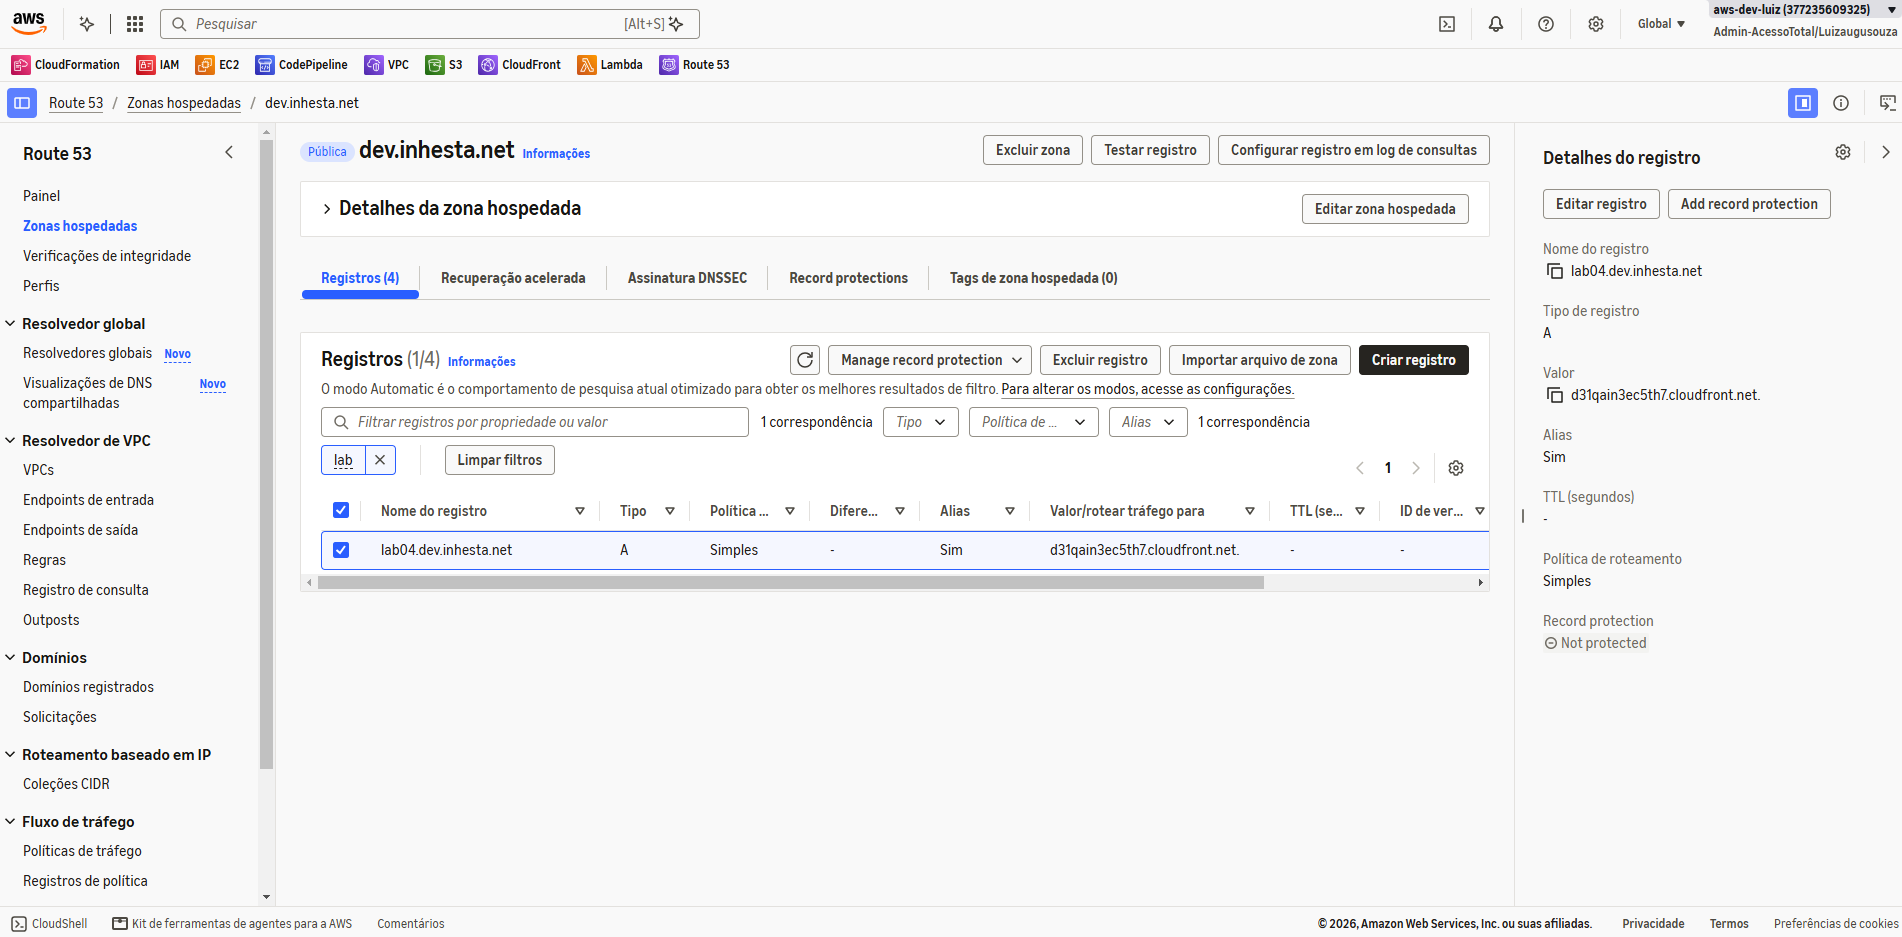 aws
Pesquisar
[Alt+S]
Global
aws-dev-luiz (377235609325)
Admin-AcessoTotal/Luizaugusouza
CloudFormation
IAM
EC2
CodePipeline
VPC
S3
CloudFront
Lambda
Route 53
Route 53 / Zonas hospedadas / dev.inhesta.net
Route 53
Painel
Zonas hospedadas
Verificações de integridade
Perfis
Resolvedor global
Resolvedores globais Novo
Visualizações de DNS Novo
compartilhadas
Resolvedor de VPC
VPCs
Endpoints de entrada
Endpoints de saída
Regras
Registro de consulta
Outposts
Domínios
Domínios registrados
Solicitações
Roteamento baseado em IP
Coleções CIDR
Fluxo de tráfego
Políticas de tráfego
Registros de política
Pública dev.inhesta.net Informações
Excluir zona
Testar registro
Configurar registro em log de consultas
Detalhes da zona hospedada
Editar zona hospedada
Registros (4)
Recuperação acelerada
Assinatura DNSSEC
Record protections
Tags de zona hospedada (0)
Registros (1/4) Informações
Manage record protection
Excluir registro
Importar arquivo de zona
Criar registro
O modo Automatic é o comportamento de pesquisa atual otimizado para obter os melhores resultados de filtro. Para alterar os modos, acesse as configurações.
Filtrar registros por propriedade ou valor
1 correspondência
Tipo
Política de ...
Alias
1 correspondência
lab
Limpar filtros
1
Nome do registro
Tipo
Política ...
Difere...
Alias
Valor/rotear tráfego para
TTL (se...
ID de ver...
lab04.dev.inhesta.net
A
Simples
-
Sim
d31qain3ec5th7.cloudfront.net.
-
-
Detalhes do registro
Editar registro
Add record protection
Nome do registro
lab04.dev.inhesta.net
Tipo de registro
A
Valor
d31qain3ec5th7.cloudfront.net.
Alias
Sim
TTL (segundos)
-
Política de roteamento
Simples
Record protection
Not protected
CloudShell
Kit de ferramentas de agentes para a AWS
Comentários
© 2026, Amazon Web Services, Inc. ou suas afiliadas.
Privacidade
Termos
Preferências de cookies